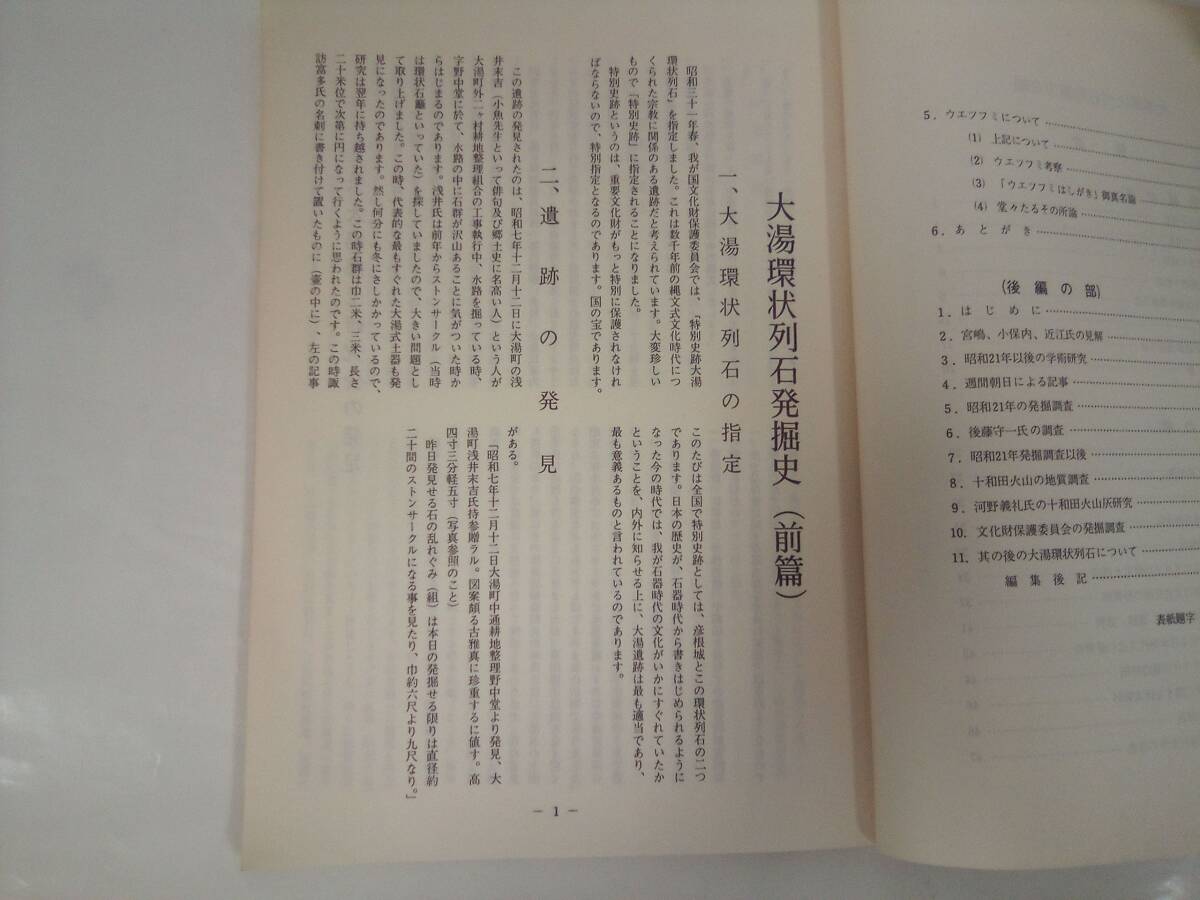 5. ウエツフミについて
(1) 上記について
(2) ウエツフミ考察
(3) 「ウエツフミはしがき」御真名論
(4) 堂々たるその所論
6. あとがき
(後編の部)
1. はじめに
2. 宮嶋、小保内、近江氏の見解
3. 昭和21年以後の学術研究
4. 週間朝日による記事
5. 昭和21年の発掘調査
6. 後藤守一氏の調査
7. 昭和21年発掘調査以後
8. 十和田火山の地質調査
9. 河野義礼氏の十和田火山灰研究
10. 文化財保護委員会の発掘調査
11. 其の後の大湯環状列石について
編集後記
表紙題字
大湯環状列石発掘史(前篇)
一、大湯環状列石の指定
昭和三十一年春、我が国文化財保護委員会では、「特別史跡大湯
環状列石」を指定しました。これは数千年前の縄文式文化時代につ
くられた宗教に関係のある遺跡だと考えられています。大変珍しい
もので「特別史跡」に指定されることになりました。
特別史跡というのは、重要文化財がもっと特別に保護されなけれ
ばならないので、特別指定となるのであります。国の宝であります。
このたびは全国で特別史跡としては、彦根城とこの環状列石の二つ
であります。日本の歴史が、石器時代から書きはじめられるように
なった今の時代では、我が石器時代の文化がいかにすぐれていたか
ということを、内外に知らせる上に、大湯遺跡は最も適当であり、
最も意義あるものと言われているのであります。
二、遺跡の発見
この遺跡の発見されたのは、昭和七年十二月十二日に大湯町の浅
井末吉(小魚先生といって俳句及び郷土史に名高い人)という人が
大湯町外二ヶ村耕地整理組合の工事執行中、水路を掘っている時、
字野中堂に於て、水路の中に石群が沢山あることに気がついた時か
らはじまるのであります。浅井氏は前年からストンサークル(当時
は環状石籬といっていた)を探していましたので、大きい問題とし
て取り上げました。この時、代表的な最もすぐれた大湯式土器も発
見になったのであります。然し何分にも冬にさしかかっているので、
研究は翌年に持ち越されました。この時石群は巾二米、三米、長さ
二十米位で次第に円になって行くように思われたのです。この時諏
訪富多氏の名刺に書き付けて置いたものに(壷の中に)、左の記事
がある。
「昭和七年十二月十二日大湯町中通耕地整理野中堂より発見、大
湯町浅井末吉氏持参贈ラル。図案頗る古雅真に珍重するに値す。高
四寸三分軽五寸(写真参照のこと)
昨日発見せる石の乱れぐみ(組)は本日の発掘せる限りは直径約
二十間のストンサークルになる事を見たり、巾約六尺より九尺なり。」
— 1 —